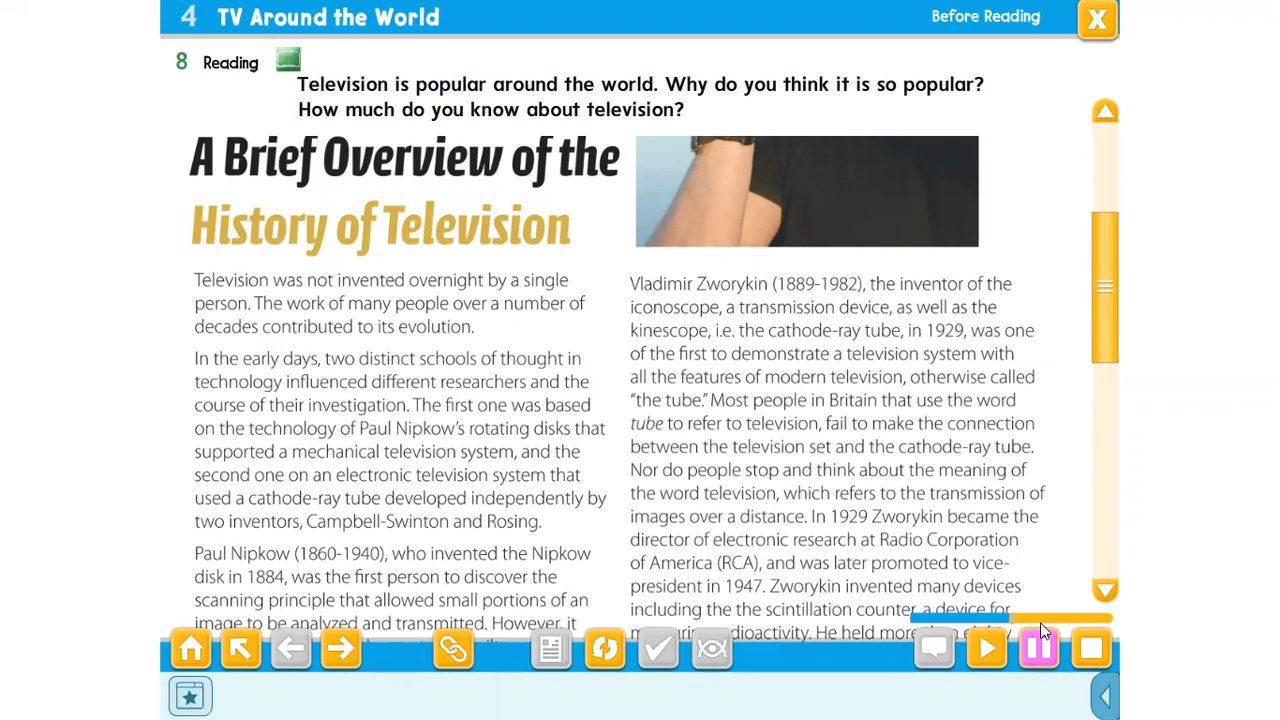 4 TV Around the World
Before Reading
X
8 Reading
Television is popular around the world. Why do you think it is so popular?
How much do you know about television?
A Brief Overview of the
History of Television
Television was not invented overnight by a single
person. The work of many people over a number of
decades contributed to its evolution.
In the early days, two distinct schools of thought in
technology influenced different researchers and the
course of their investigation. The first one was based
on the technology of Paul Nipkow's rotating disks that
supported a mechanical television system, and the
second one on an electronic television system that
used a cathode-ray tube developed independently by
two inventors, Campbell-Swinton and Rosing.
Paul Nipkow (1860-1940), who invented the Nipkow
disk in 1884, was the first person to discover the
scanning principle that allowed small portions of an
image to be analyzed and transmitted. However, it
Vladimir Zworykin (1889-1982), the inventor of the
iconoscope, a transmission device, as well as the
kinescope, i.e. the cathode-ray tube, in 1929, was one
of the first to demonstrate a television system with
all the features of modern television, otherwise called
“the tube.” Most people in Britain that use the word
tube to refer to television, fail to make the connection
between the television set and the cathode-ray tube.
Nor do people stop and think about the meaning of
the word television, which refers to the transmission of
images over a distance. In 1929 Zworykin became the
director of electronic research at Radio Corporation
of America (RCA), and was later promoted to vice-
president in 1947. Zworykin invented many devices
including the the scintillation counter, a device for
radioactivity. He held more